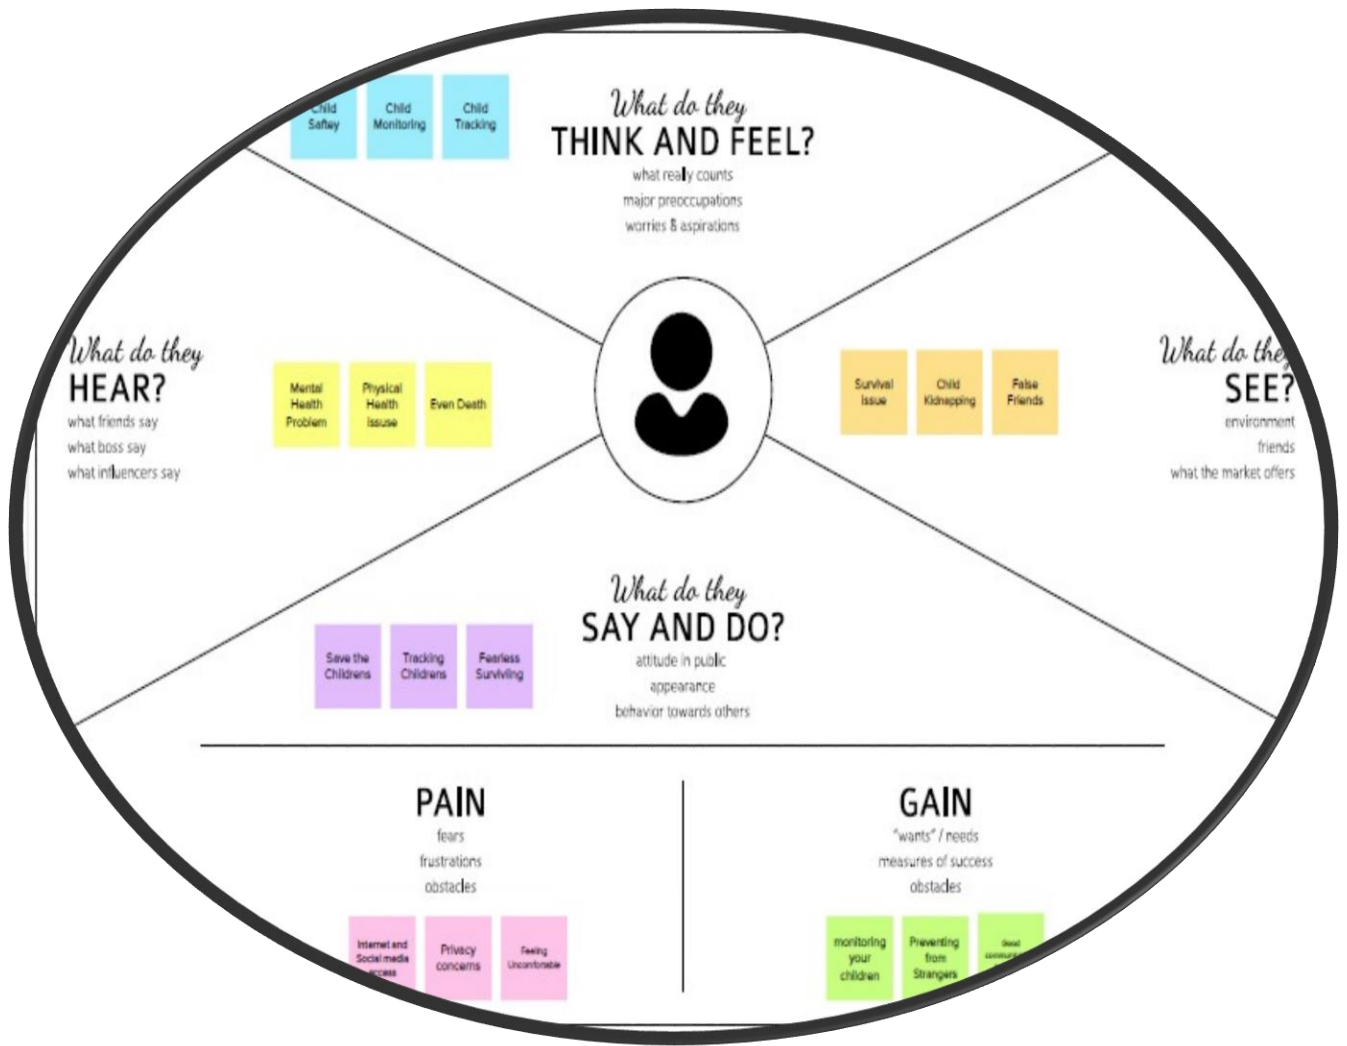 Child
Saftey
Child
Monitoring
Child
Tracking
What do they
THINK AND FEEL?
what really counts
major preoccupations
worries & aspirations
What do they
HEAR?
what friends say
what boss say
what influencers say
Mental
Health
Problem
Physical
Health
Issuse
Even Death
Survival
Issue
Child
Kidnapping
False
Friends
What do they
SEE?
environment
friends
what the market offers
Save the
Childrens
Tracking
Childrens
Fearless
Surviving
What do they
SAY AND DO?
attitude in public
appearance
behavior towards others
PAIN
fears
frustrations
obstacles
Internet and
Social media
access
Privacy
concerns
Feeling
Uncomfortable
GAIN
"wants" / needs
measures of success
obstacles
monitoring
your
children
Preventing
from
Strangers
Good